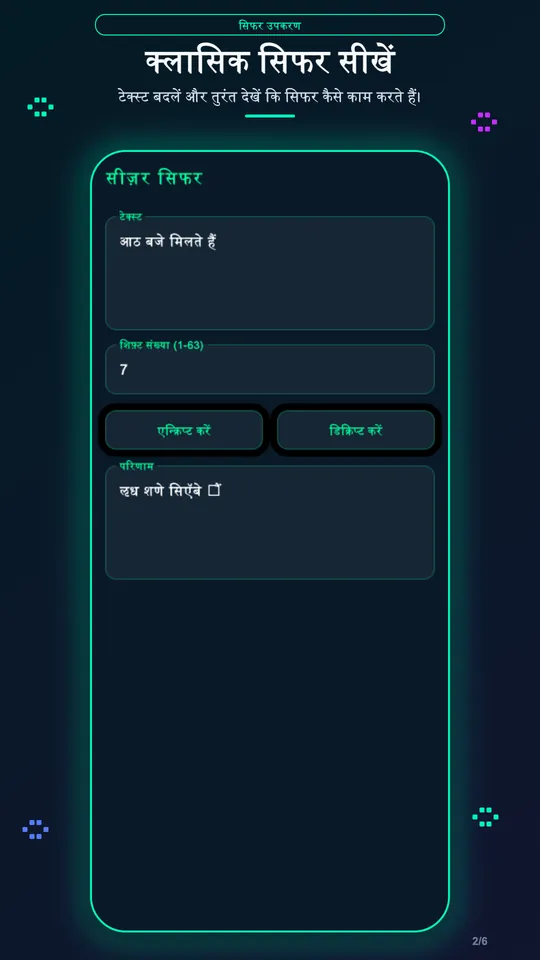 सिफर उपकरण
क्लासिक सिफर सीखें
टेक्स्ट बदलें और तुरंत देखें कि सिफर कैसे काम करते हैं।
सीज़र सिफर
टेक्स्ट
आठ बजे मिलते हैं
शिफ़्ट संख्या (1-63)
7
एन्क्रिप्ट करें
डिक्रिप्ट करें
परिणाम
शणे सिएॅबे
2/6